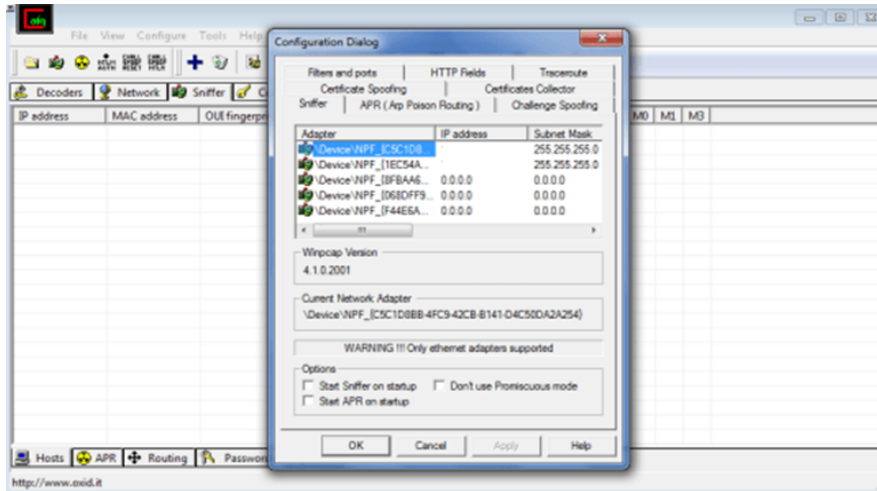 File View Configure Tools Help
Configuration Dialog
Decoders Network Sniffer
IP address MAC address OUI fingerpr M0 M1 M3
Filters and ports HTTP Fields Traceroute
Certificate Spoofing Certificates Collector
Sniffer APR ( Arp Poison Routing ) Challenge Spoofing
Adapter IP address Subnet Mask
\Device\NPF_{C5C1D8... 255.255.255.0
\Device\NPF_{1EC54A... 255.255.255.0
\Device\NPF_{8FBAA6... 0.0.0.0 0.0.0.0
\Device\NPF_{068DFF9... 0.0.0.0 0.0.0.0
\Device\NPF_{F44E6A... 0.0.0.0 0.0.0.0
Winpcap Version
4.1.0.2001
Current Network Adapter
\Device\NPF_{C5C1D8BB-4FC9-42CB-B141-D4C50DA2A254}
WARNING !!! Only ethernet adapters supported
Options
Start Sniffer on startup Don't use Promiscuous mode
Start APR on startup
OK Cancel Apply Help
Hosts APR Routing Passwor
http://www.oxid.it